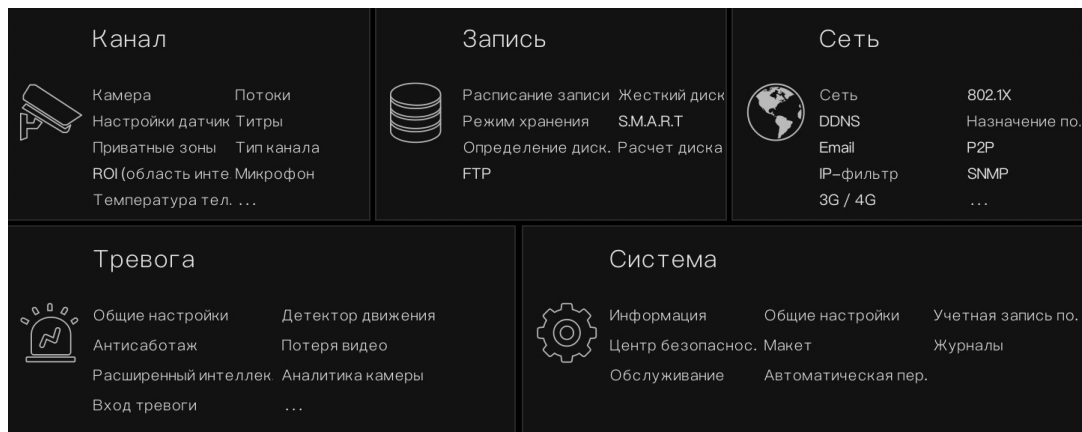 Канал
Камера Потоки
Настройки датчик Титры
Приватные зоны Тип канала
ROI (область инте Микрофон
Температура тел. ...
Запись
Расписание записи Жесткий диск
Режим хранения S.M.A.R.T
Определение диск. Расчет диска
FTP
Сеть
Сеть 802.1X
DDNS Назначение по.
Email P2P
IP-фильтр SNMP
3G / 4G ...
Тревога
Общие настройки Детектор движения
Антисаботаж Потеря видео
Расширенный интеллек Аналитика камеры
Вход тревоги ...
Система
Информация Общие настройки Учетная запись по.
Центр безопаснос. Макет Журналы
Обслуживание Автоматическая пер.